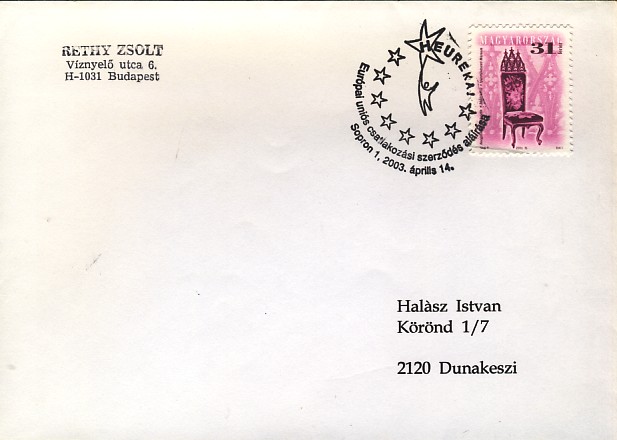 RETHY ZSOLT
Víznyelő utca 6.
H-1031 Budapest
HEUREKA!
Európai uniós csatlakozási szerződés aláírása
Sopron 1, 2003. április 14.
MAGYARORSZÁG
31
Halàsz Istvan
Körönd 1/7
2120 Dunakeszi